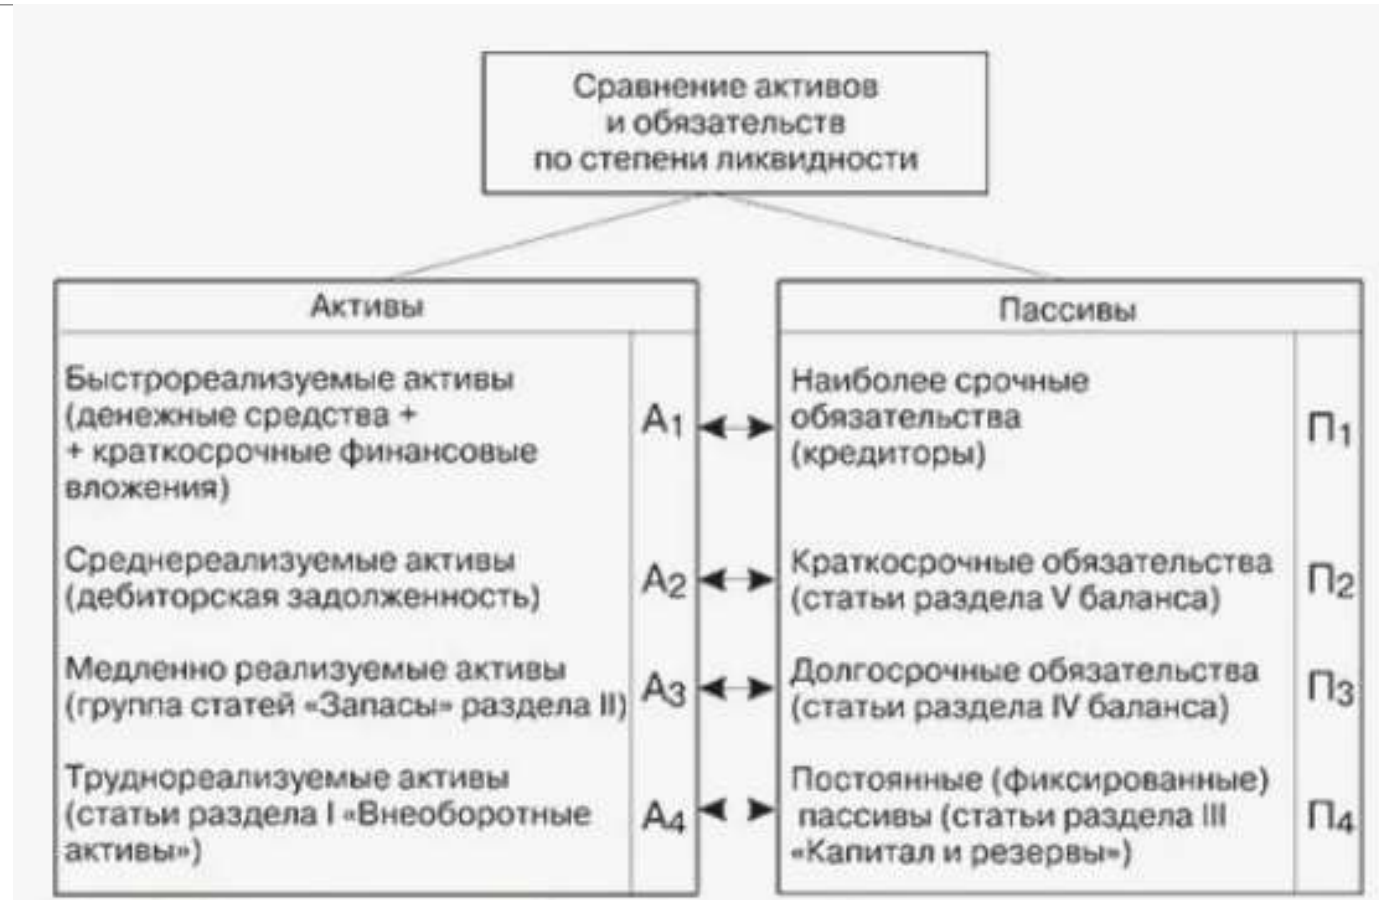 Сравнение активов
и обязательств
по степени ликвидности
Активы
Быстрореализуемые активы
(денежные средства +
+ краткосрочные финансовые
вложения)
А1
Среднереализуемые активы
(дебиторская задолженность)
А2
Медленно реализуемые активы
(группа статей «Запасы» раздела II)
А3
Труднореализуемые активы
(статьи раздела I «Внеоборотные
активы»)
А4
Пассивы
Наиболее срочные
обязательства
(кредиторы)
П1
Краткосрочные обязательства
(статьи раздела V баланса)
П2
Долгосрочные обязательства
(статьи раздела IV баланса)
П3
Постоянные (фиксированные)
пассивы (статьи раздела III
«Капитал и резервы»)
П4